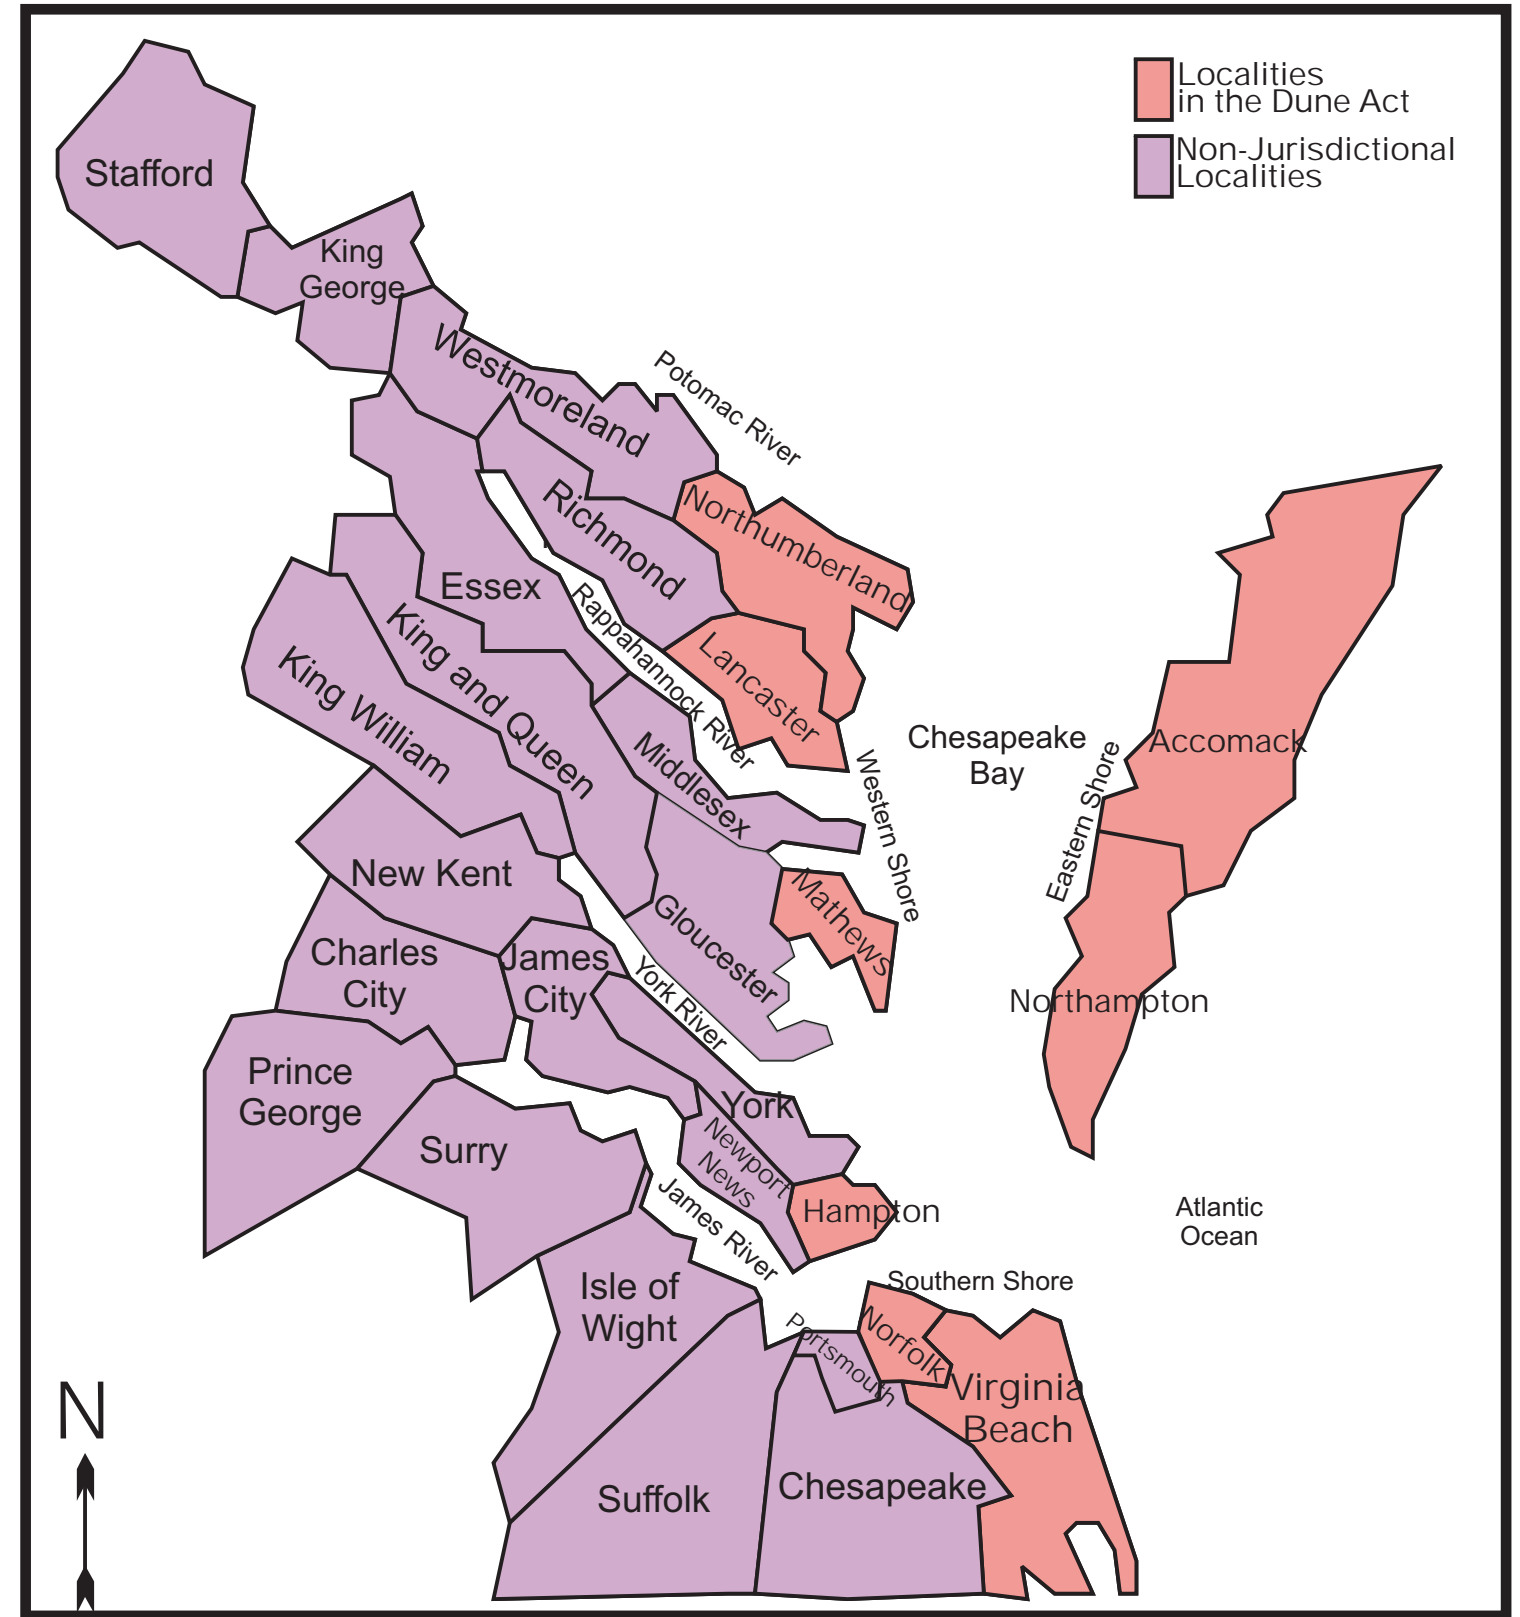 Localities
in the Dune Act
Non-Jurisdictional
Localities
Stafford
King
George
Westmoreland
Potomac River
Northumberland
Richmond
Essex
Rappahannock River
Lancaster
King and Queen
King William
Middlesex
Chesapeake
Bay
Western Shore
Eastern Shore
Accomack
New Kent
Mathews
Gloucester
Charles
City
James
City
York River
Northampton
Prince
George
York
Surry
Newport
News
James River
Hampton
Atlantic
Ocean
Southern Shore
Isle of
Wight
Portsmouth
Norfolk
Virginia
Beach
N
Suffolk
Chesapeake